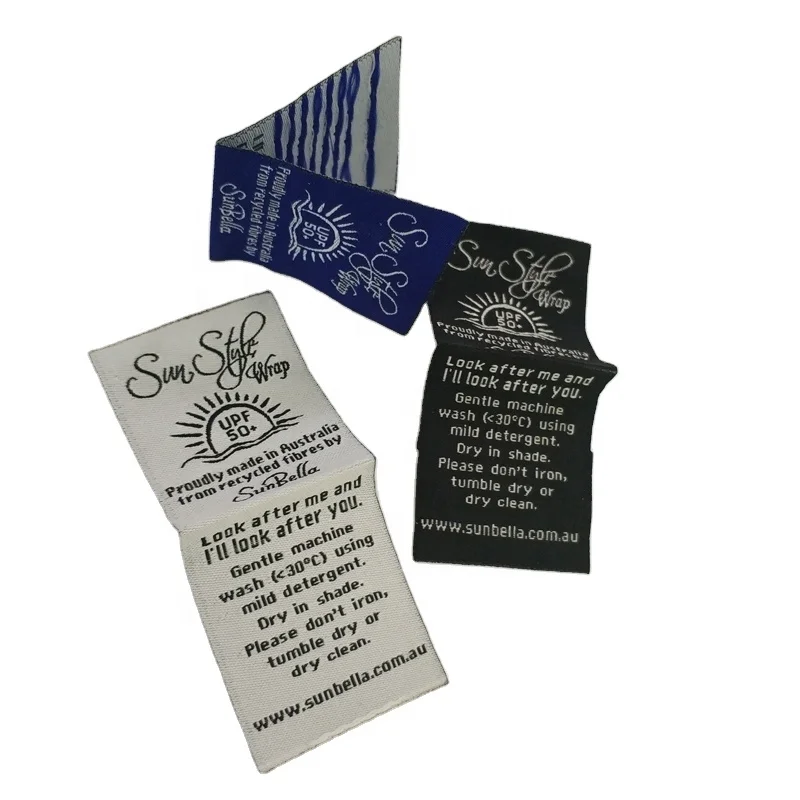 Proudly made in Australia
from recycled fibres by
SunBella
UPF
50+
Sun Style
Wrap
Sun Style
Wrap
UPF
50+
Proudly made in Australia
from recycled fibres by
Look after me and
I'll look after you.
Gentle machine
wash (<30°C) using
mild detergent.
Dry in shade.
Please don't iron,
tumble dry or
dry clean.
www.sunbella.com.au
Sun Style
Wrap
UPF
50+
Proudly made in Australia
from recycled fibres by
SunBella
Look after me and
I'll look after you.
Gentle machine
wash (<30°C) using
mild detergent.
Dry in shade.
Please don't iron,
tumble dry or
dry clean.
www.sunbella.com.au